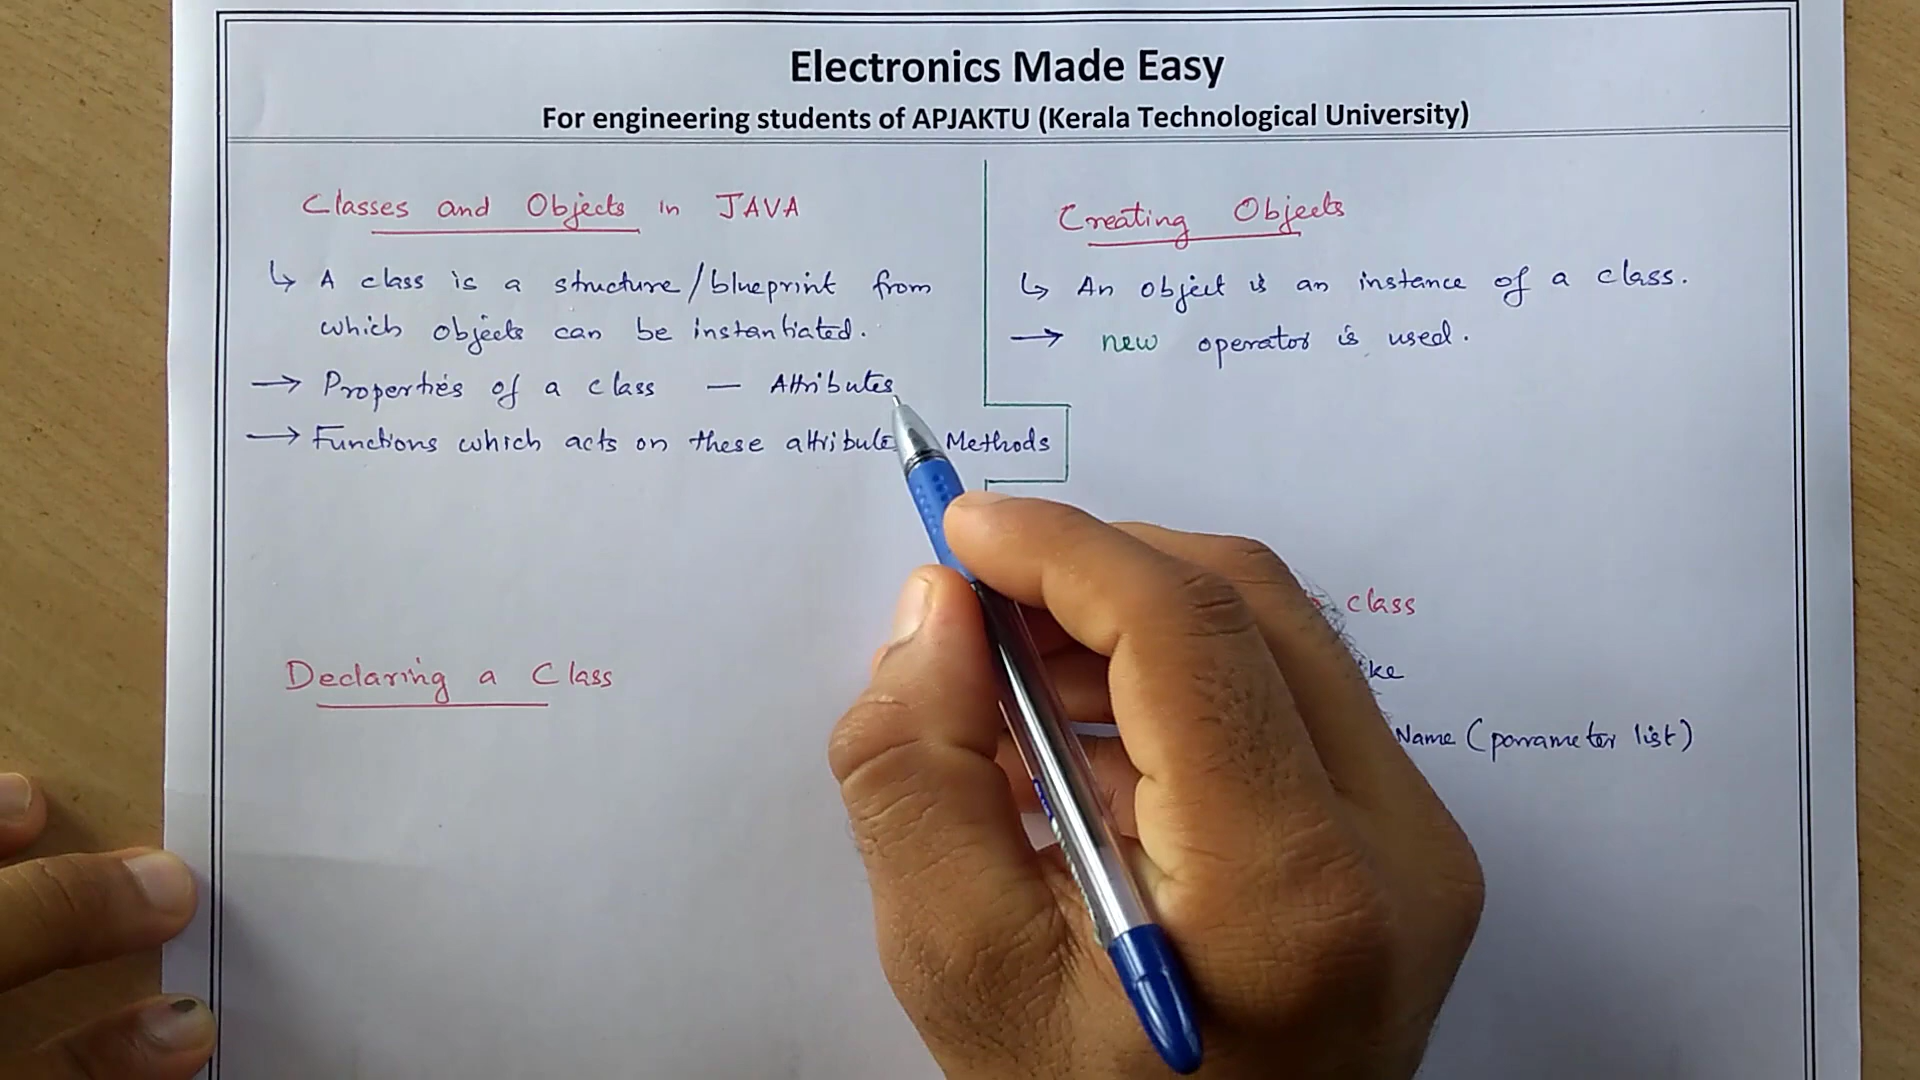 Electronics Made Easy
For engineering students of APJAKTU (Kerala Technological University)
Classes and Objects in JAVA
↳ A class is a structure/blueprint from
which objects can be instantiated.
→ Properties of a class — Attributes
→ Functions which acts on these attribute Methods
Declaring a Class
Creating Objects
↳ An object is an instance of a class.
→ new operator is used.
class
ke
Name (parameter list)